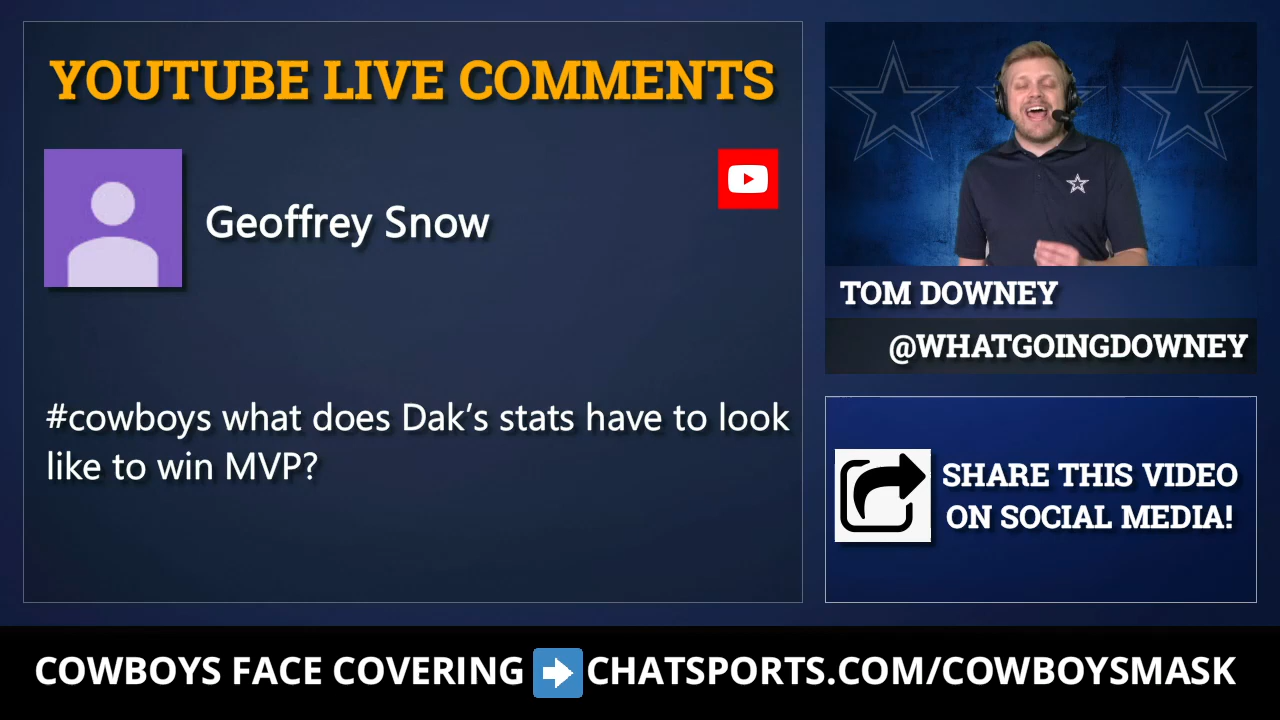 YOUTUBE LIVE COMMENTS
Geoffrey Snow
#cowboys what does Dak's stats have to look
like to win MVP?
TOM DOWNEY
@WHATGOINGDOWNEY
SHARE THIS VIDEO
ON SOCIAL MEDIA!
COWBOYS FACE COVERING ➡ CHATSPORTS.COM/COWBOYSMASK